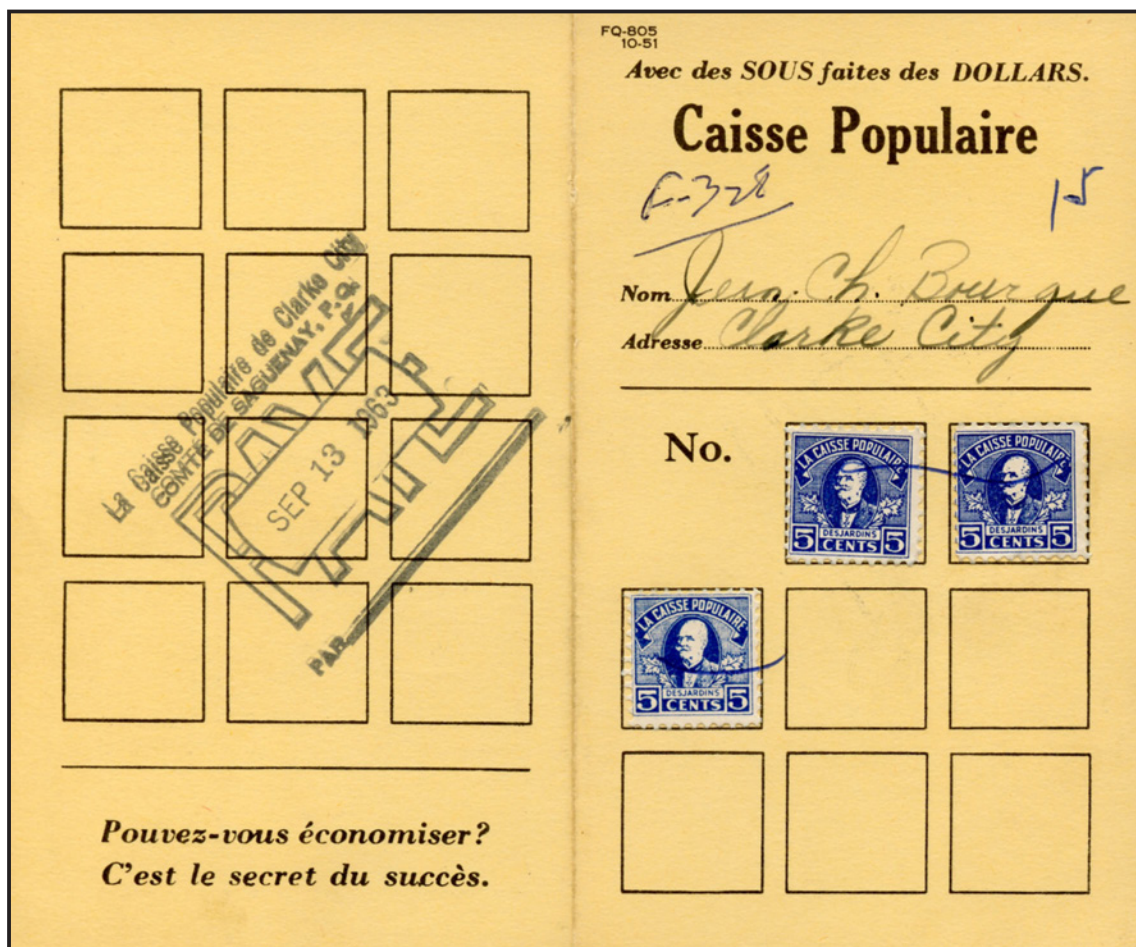 La Caisse Populaire de Clarke City
COMTÉ DE SAGUENAY, P.Q.
SEP 13 1963
PAR
Pouvez-vous économiser?
C'est le secret du succès.
FQ-805
10-51
Avec des SOUS faites des DOLLARS.
Caisse Populaire
15
Nom Ch. Bourque
Adresse Clarke City
No.
LA CAISSE POPULAIRE
DESJARDINS
5 CENTS 5
LA CAISSE POPULAIRE
DESJARDINS
5 CENTS 5
LA CAISSE POPULAIRE
DESJARDINS
5 CENTS 5